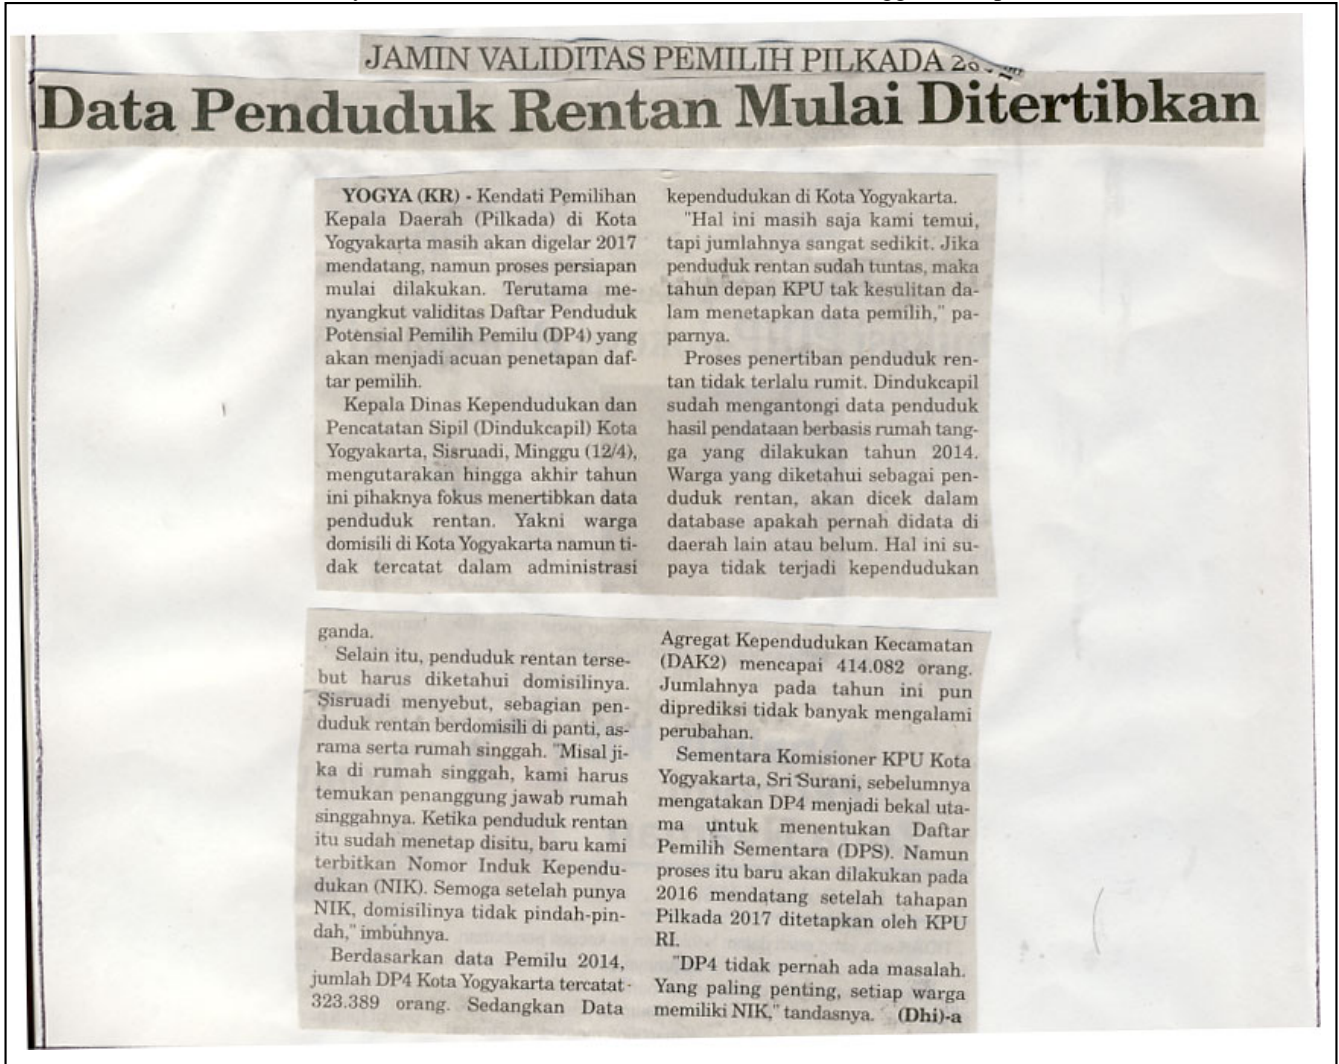 JAMIN VALIDITAS PEMILIH PILKADA
Data Penduduk Rentan Mulai Ditertibkan
YOGYA (KR) - Kendati Pemilihan
Kepala Daerah (Pilkada) di Kota
Yogyakarta masih akan digelar 2017
mendatang, namun proses persiapan
mulai dilakukan. Terutama me-
nyangkut validitas Daftar Penduduk
Potensial Pemilih Pemilu (DP4) yang
akan menjadi acuan penetapan daf-
tar pemilih.
Kepala Dinas Kependudukan dan
Pencatatan Sipil (Dindukcapil) Kota
Yogyakarta, Sisruadi, Minggu (12/4),
mengutarakan hingga akhir tahun
ini pihaknya fokus menertibkan data
penduduk rentan. Yakni warga
domisili di Kota Yogyakarta namun ti-
dak tercatat dalam administrasi
kependudukan di Kota Yogyakarta.
"Hal ini masih saja kami temui,
tapi jumlahnya sangat sedikit. Jika
penduduk rentan sudah tuntas, maka
tahun depan KPU tak kesulitan da-
lam menetapkan data pemilih," pa-
parnya.
Proses penertiban penduduk ren-
tan tidak terlalu rumit. Dindukcapil
sudah mengantongi data penduduk
hasil pendataan berbasis rumah tang-
ga yang dilakukan tahun 2014.
Warga yang diketahui sebagai pen-
duduk rentan, akan dicek dalam
database apakah pernah didata di
daerah lain atau belum. Hal ini su-
paya tidak terjadi kependudukan
ganda.
Selain itu, penduduk rentan terse-
but harus diketahui domisilinya.
Sisruadi menyebut, sebagian pen-
duduk rentan berdomisili di panti, as-
rama serta rumah singgah. "Misal ji-
ka di rumah singgah, kami harus
temukan penanggung jawab rumah
singgahnya. Ketika penduduk rentan
itu sudah menetap disitu, baru kami
terbitkan Nomor Induk Kependu-
dukan (NIK). Semoga setelah punya
NIK, domisilinya tidak pindah-pin-
dah," imbuhnya.
Berdasarkan data Pemilu 2014,
jumlah DP4 Kota Yogyakarta tercatat
323.389 orang. Sedangkan Data
Agregat Kependudukan Kecamatan
(DAK2) mencapai 414.082 orang.
Jumlahnya pada tahun ini pun
diprediksi tidak banyak mengalami
perubahan.
Sementara Komisioner KPU Kota
Yogyakarta, Sri Surani, sebelumnya
mengatakan DP4 menjadi bekal uta-
ma untuk menentukan Daftar
Pemilih Sementara (DPS). Namun
proses itu baru akan dilakukan pada
2016 mendatang setelah tahapan
Pilkada 2017 ditetapkan oleh KPU
RI.
"DP4 tidak pernah ada masalah.
Yang paling penting, setiap warga
memiliki NIK," tandasnya. (Dhi)-a